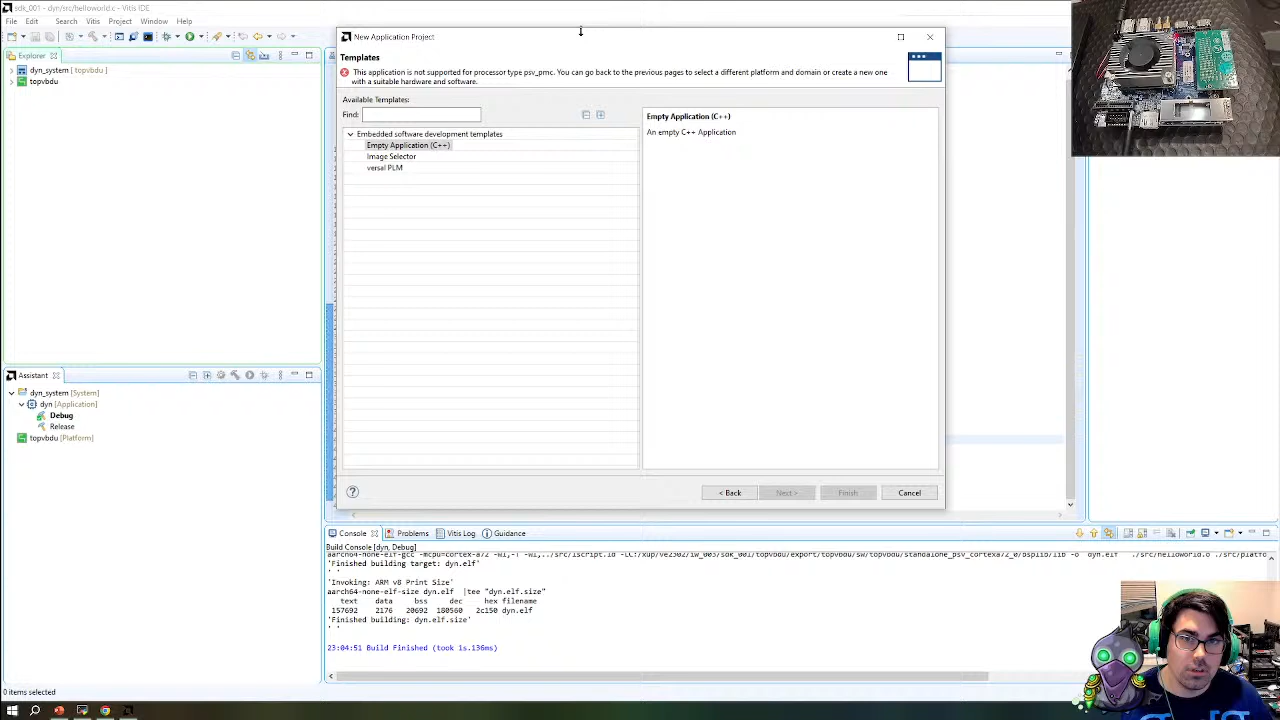 sdk_001 - dyn/src/helloworld.c - Vitis IDE
File Edit Search Vitis Project Window Help
Explorer
dyn_system [ topvbdu ]
topvbdu
New Application Project
Templates
This application is not supported for processor type psv_pmc. You can go back to the previous pages to select a different platform and domain or create a new one
with a suitable hardware and software.
Available Templates:
Find:
Embedded software development templates
Empty Application (C++)
Image Selector
versal PLM
Empty Application (C++)
An empty C++ Application
< Back
Next >
Finish
Cancel
Assistant
dyn_system [System]
dyn [Application]
Debug
Release
topvbdu [Platform]
Console
Problems
Vitis Log
Guidance
Build Console [dyn, Debug]
'Finished building target: dyn.elf'
' '
'Invoking: ARM v8 Print Size'
aarch64-none-elf-size dyn.elf |tee "dyn.elf.size"
text data bss dec hex filename
157692 2176 20692 180560 2c150 dyn.elf
'Finished building: dyn.elf.size'
' '
23:04:51 Build Finished (took 1s.136ms)
0 items selected